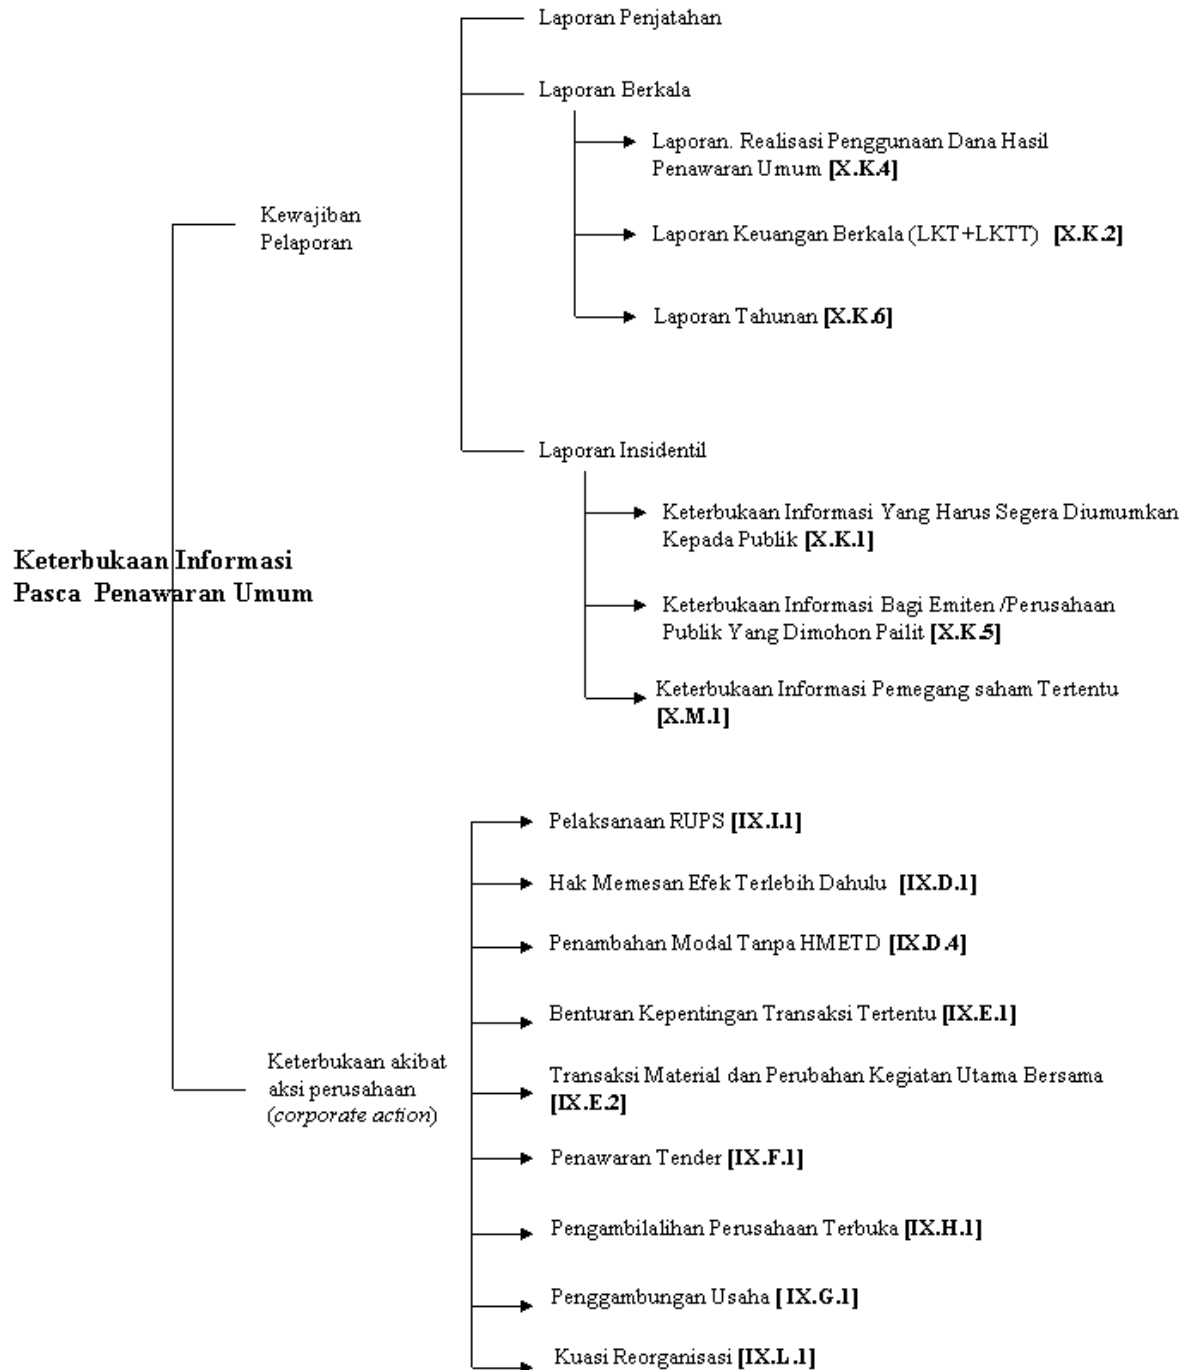 Laporan Penjatahan
Laporan Berkala
Laporan. Realisasi Penggunaan Dana Hasil
Penawaran Umum [X.K.4]
Kewajiban
Pelaporan
Laporan Keuangan Berkala (LKT+LKTT) [X.K.2]
Laporan Tahunan [X.K.6]
Laporan Insidentil
Keterbukaan Informasi Yang Harus Segera Diumumkan
Kepada Publik [X.K.1]
Keterbukaan Informasi
Pasca Penawaran Umum
Keterbukaan Informasi Bagi Emiten /Perusahaan
Publik Yang Dimohon Pailit [X.K.5]
Keterbukaan Informasi Pemegang saham Tertentu
[X.M.1]
Pelaksanaan RUPS [IX.I.1]
Hak Memesan Efek Terlebih Dahulu [IX.D.1]
Penambahan Modal Tanpa HMETD [IX.D.4]
Benturan Kepentingan Transaksi Tertentu [IX.E.1]
Keterbukaan akibat
aksi perusahaan
(corporate action)
Transaksi Material dan Perubahan Kegiatan Utama Bersama
[IX.E.2]
Penawaran Tender [IX.F.1]
Pengambilalihan Perusahaan Terbuka [IX.H.1]
Penggambungan Usaha [ IX.G.1]
Kuasi Reorganisasi [IX.L.1]